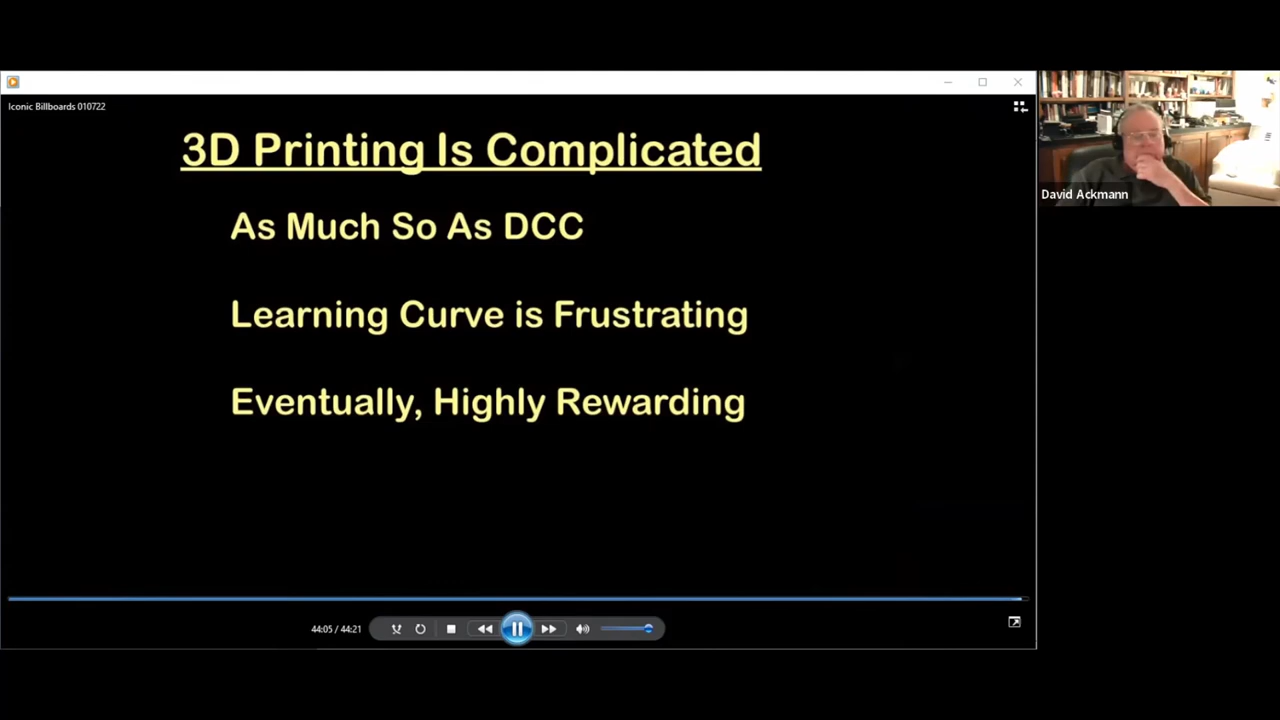 Iconic Billboards 010722
3D Printing Is Complicated
As Much So As DCC
Learning Curve is Frustrating
Eventually, Highly Rewarding
David Ackmann
44:05 / 44:21